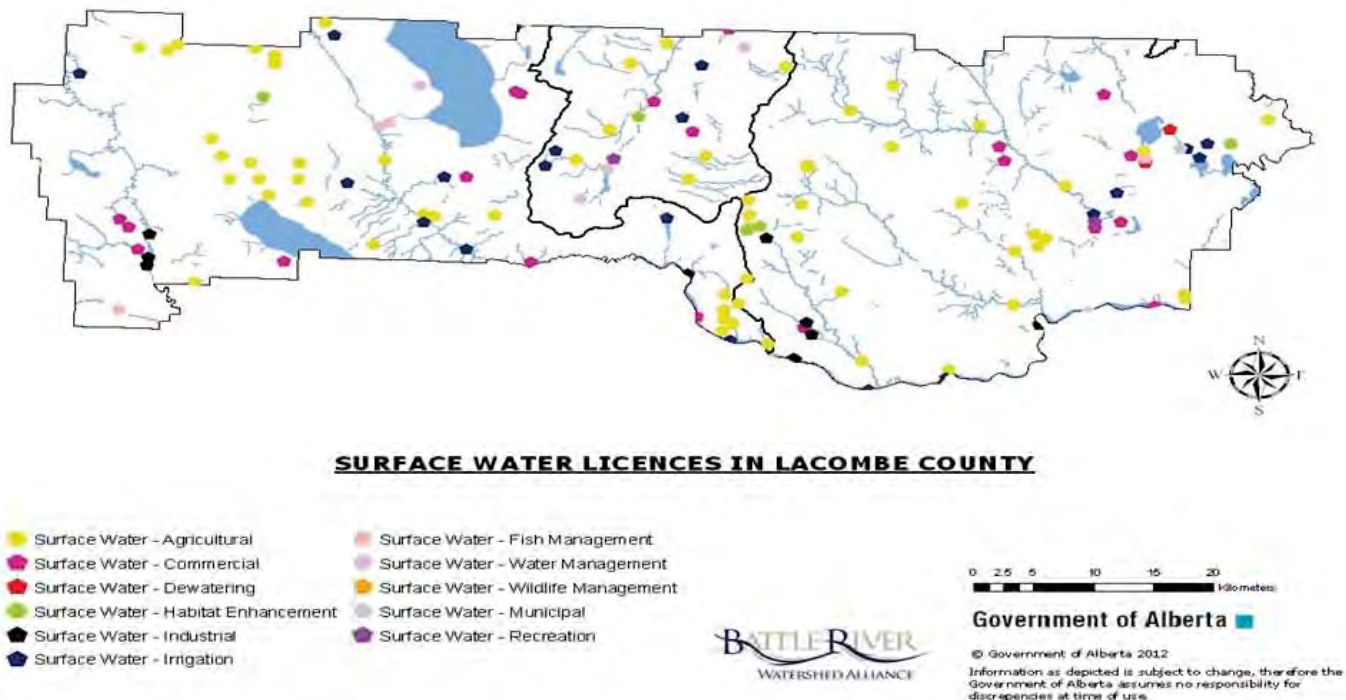 N
W
E
S
SURFACE WATER LICENCES IN LACOMBE COUNTY
Surface Water - Agricultural
Surface Water - Commercial
Surface Water - Dewatering
Surface Water - Habitat Enhancement
Surface Water - Industrial
Surface Water - Irrigation
Surface Water - Fish Management
Surface Water - Water Management
Surface Water - Wildlife Management
Surface Water - Municipal
Surface Water - Recreation
BATTLE RIVER
WATERSHED ALLIANCE
0 2.5 5 10 15 20
Kilometers
Government of Alberta
© Government of Alberta 2012
Information as depicted is subject to change, therefore the
Government of Alberta assumes no responsibility for
discrepancies at time of use.